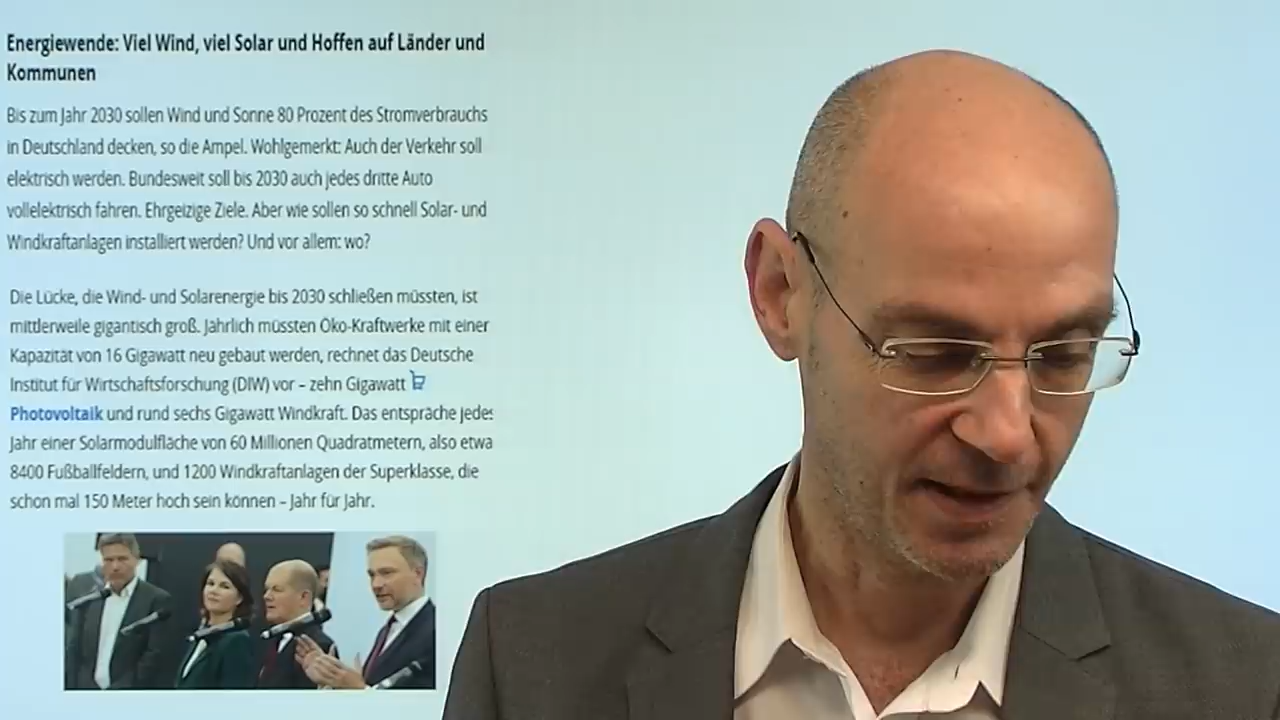 Energiewende: Viel Wind, viel Solar und Hoffen auf Länder und
Kommunen
Bis zum Jahr 2030 sollen Wind und Sonne 80 Prozent des Stromverbrauchs
in Deutschland decken, so die Ampel. Wohlgemerkt: Auch der Verkehr soll
elektrisch werden. Bundesweit soll bis 2030 auch jedes dritte Auto
vollelektrisch fahren. Ehrgeizige Ziele. Aber wie sollen so schnell Solar- und
Windkraftanlagen installiert werden? Und vor allem: wo?
Die Lücke, die Wind- und Solarenergie bis 2030 schließen müssten, ist
mittlerweile gigantisch groß. Jährlich müssten Öko-Kraftwerke mit einer
Kapazität von 16 Gigawatt neu gebaut werden, rechnet das Deutsche
Institut für Wirtschaftsforschung (DIW) vor – zehn Gigawatt
Photovoltaik und rund sechs Gigawatt Windkraft. Das entspräche jedes
Jahr einer Solarmodulfläche von 60 Millionen Quadratmetern, also etwa
8400 Fußballfeldern, und 1200 Windkraftanlagen der Superklasse, die
schon mal 150 Meter hoch sein können – Jahr für Jahr.